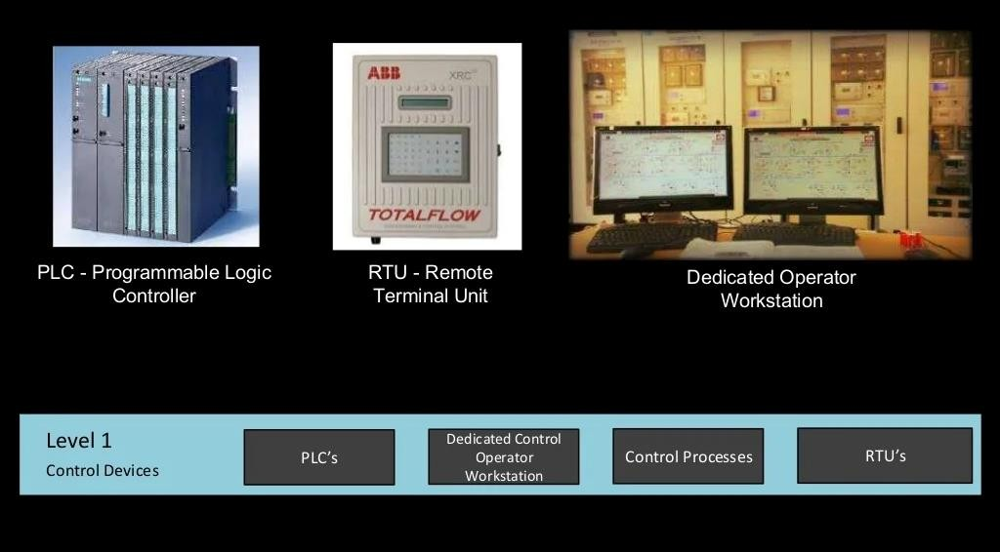 SIEMENS
ABB
XRC
TOTALFLOW
PLC - Programmable Logic
Controller
RTU - Remote
Terminal Unit
Dedicated Operator
Workstation
Level 1
Control Devices
PLC’s
Dedicated Control
Operator
Workstation
Control Processes
RTU’s